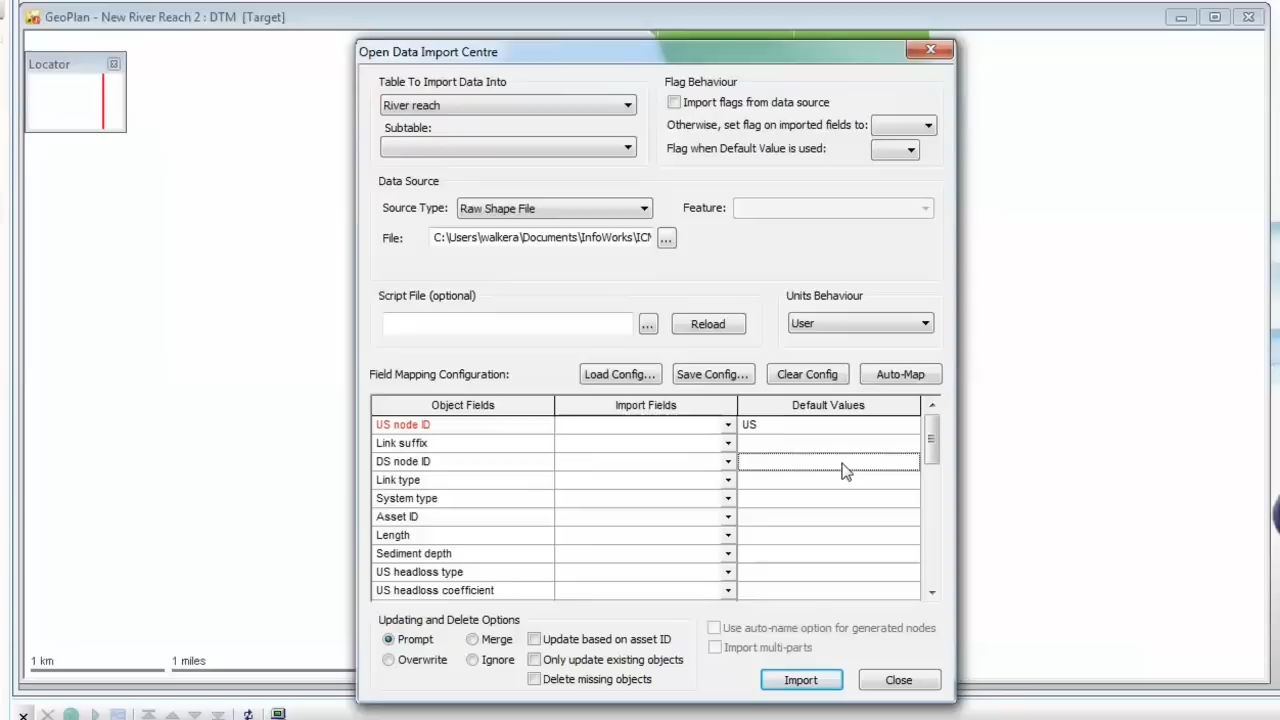 GeoPlan - New River Reach 2 : DTM [Target]
Locator
Open Data Import Centre
Table To Import Data Into
River reach
Subtable:
Flag Behaviour
Import flags from data source
Otherwise, set flag on imported fields to:
Flag when Default Value is used:
Data Source
Source Type: Raw Shape File Feature:
File: C:\Users\walkera\Documents\InfoWorks\ICM ...
Script File (optional)
... Reload
Units Behaviour
User
Field Mapping Configuration: Load Config... Save Config... Clear Config Auto-Map
Object Fields Import Fields Default Values
US node ID US
Link suffix
DS node ID
Link type
System type
Asset ID
Length
Sediment depth
US headloss type
US headloss coefficient
Updating and Delete Options
Prompt Merge Update based on asset ID
Overwrite Ignore Only update existing objects
Delete missing objects
Use auto-name option for generated nodes
Import multi-parts
Import Close
1 km 1 miles